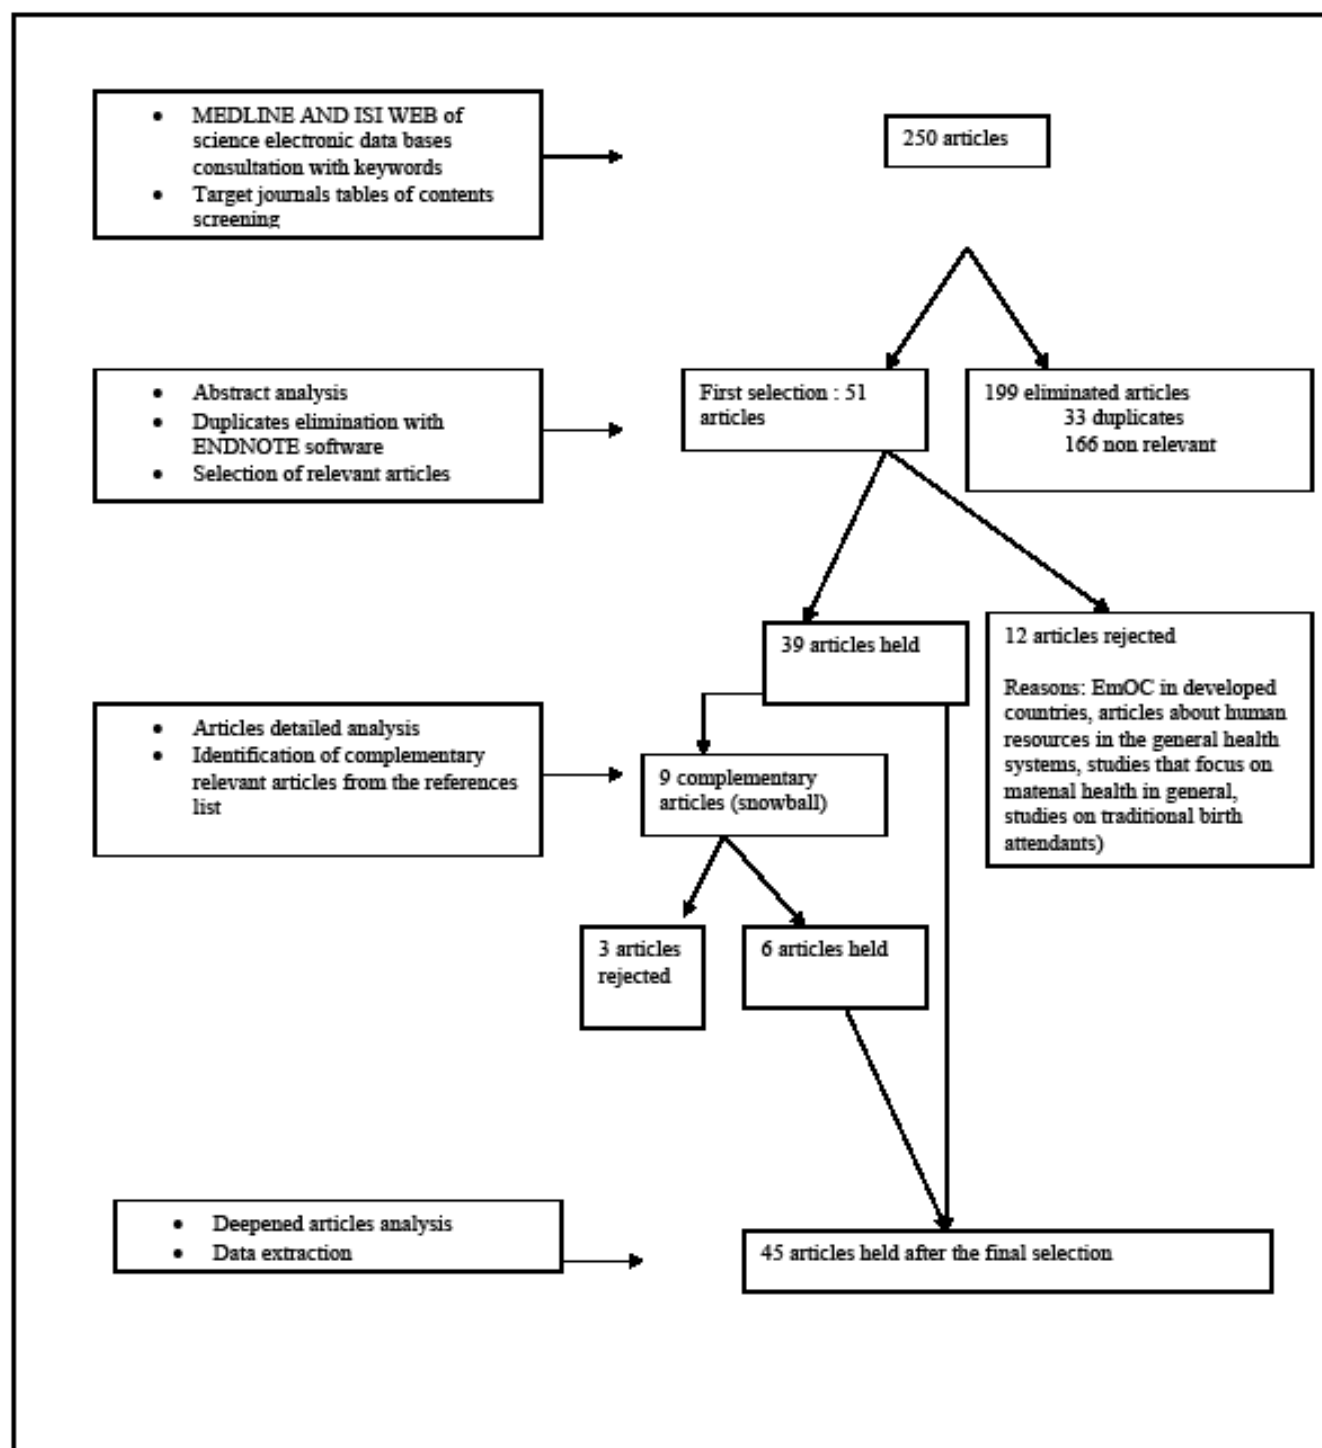 • MEDLINE AND ISI WEB of
science electronic data bases
consultation with keywords
• Target journals tables of contents
screening
250 articles
• Abstract analysis
• Duplicates elimination with
ENDNOTE software
• Selection of relevant articles
First selection : 51
articles
199 eliminated articles
33 duplicates
166 non relevant
39 articles held
12 articles rejected
Reasons: EmOC in developed
countries, articles about human
resources in the general health
systems, studies that focus on
matenal health in general,
studies on traditional birth
attendants)
• Articles detailed analysis
• Identification of complementary
relevant articles from the references
list
9 complementary
articles (snowball)
3 articles
rejected
6 articles held
• Deepened articles analysis
• Data extraction
45 articles held after the final selection